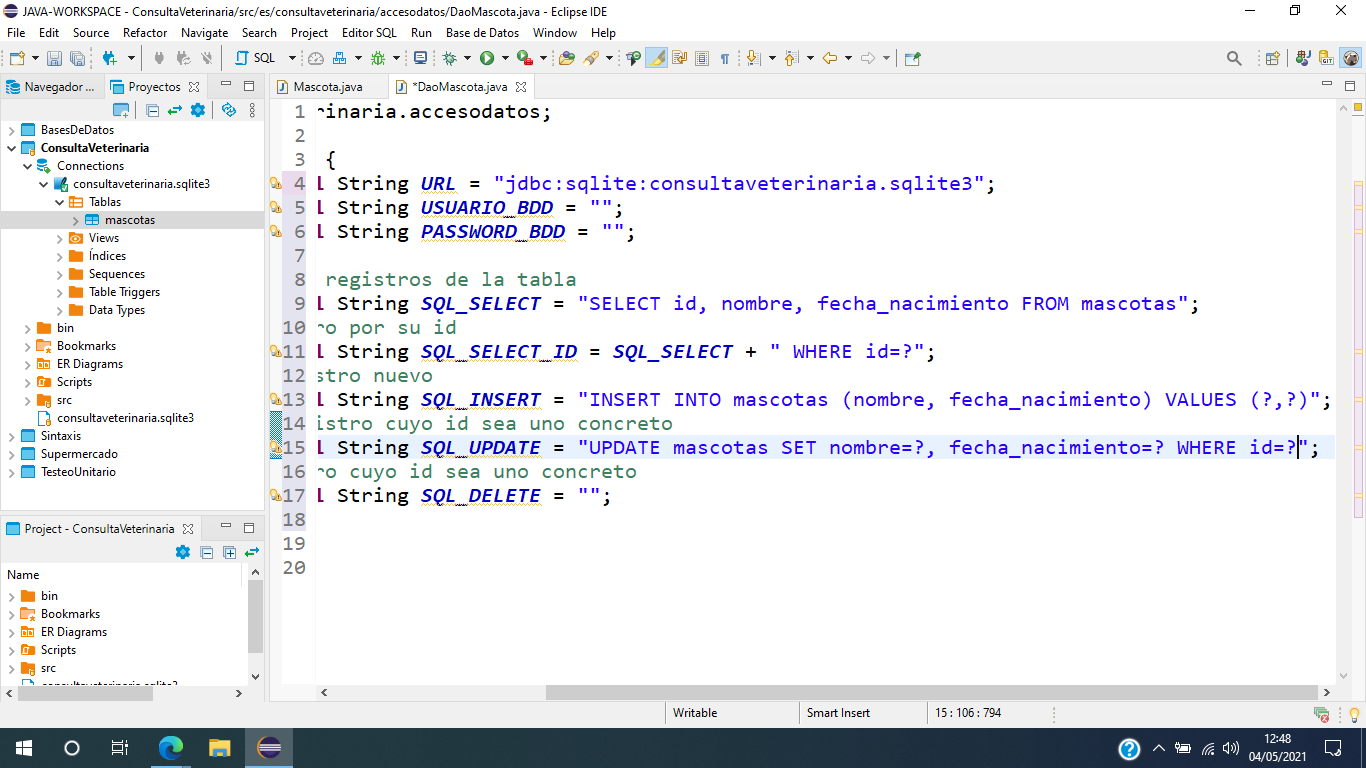 JAVA-WORKSPACE - ConsultaVeterinaria/src/es/consultaveterinaria/accesodatos/DaoMascota.java - Eclipse IDE
File Edit Source Refactor Navigate Search Project Editor SQL Run Base de Datos Window Help
SQL
Navegador ... Proyectos
Mascota.java *DaoMascota.java
BasesDeDatos
ConsultaVeterinaria
Connections
consultaveterinaria.sqlite3
Tablas
mascotas
Views
Índices
Sequences
Table Triggers
Data Types
bin
Bookmarks
ER Diagrams
Scripts
src
consultaveterinaria.sqlite3
Sintaxis
Supermercado
TesteoUnitario
1 rinaria.accesodatos;
2
3 {
4 l String URL = "jdbc:sqlite:consultaveterinaria.sqlite3";
5 l String USUARIO_BDD = "";
6 l String PASSWORD_BDD = "";
7
8 registros de la tabla
9 l String SQL_SELECT = "SELECT id, nombre, fecha_nacimiento FROM mascotas";
10 ro por su id
11 l String SQL_SELECT_ID = SQL_SELECT + " WHERE id=?";
12 stro nuevo
13 l String SQL_INSERT = "INSERT INTO mascotas (nombre, fecha_nacimiento) VALUES (?,?)";
14 istro cuyo id sea uno concreto
15 l String SQL_UPDATE = "UPDATE mascotas SET nombre=?, fecha_nacimiento=? WHERE id=?";
16 ro cuyo id sea uno concreto
17 l String SQL_DELETE = "";
18
19
20
Project - ConsultaVeterinaria
Name
bin
Bookmarks
ER Diagrams
Scripts
src
consultaveterinaria.sqlite3
Writable Smart Insert 15 : 106 : 794
12:48
04/05/2021